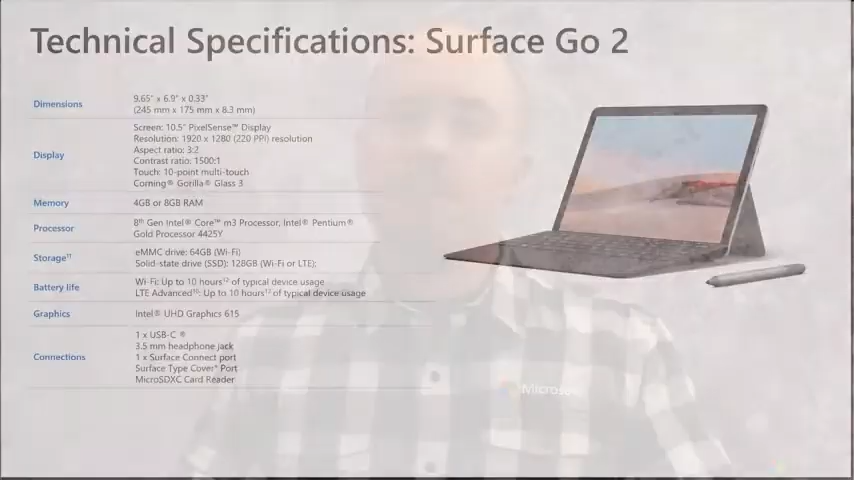 Technical Specifications: Surface Go 2
Dimensions
9.65" x 6.9" x 0.33"
(245 mm x 175 mm x 8.3 mm)
Display
Screen: 10.5" PixelSense™ Display
Resolution: 1920 x 1280 (220 PPI) resolution
Aspect ratio: 3:2
Contrast ratio: 1500:1
Touch: 10-point multi-touch
Corning® Gorilla® Glass 3
Memory
4GB or 8GB RAM
Processor
8th Gen Intel® Core™ m3 Processor, Intel® Pentium®
Gold Processor 4425Y
Storage¹¹
eMMC drive: 64GB (Wi-Fi)
Solid-state drive (SSD): 128GB (Wi-Fi or LTE);
Battery life
Wi-Fi: Up to 10 hours¹² of typical device usage
LTE Advanced¹⁰: Up to 10 hours¹³ of typical device usage
Graphics
Intel® UHD Graphics 615
Connections
1 x USB-C ®
3.5 mm headphone jack
1 x Surface Connect port
Surface Type Cover* Port
MicroSDXC Card Reader
Microsoft